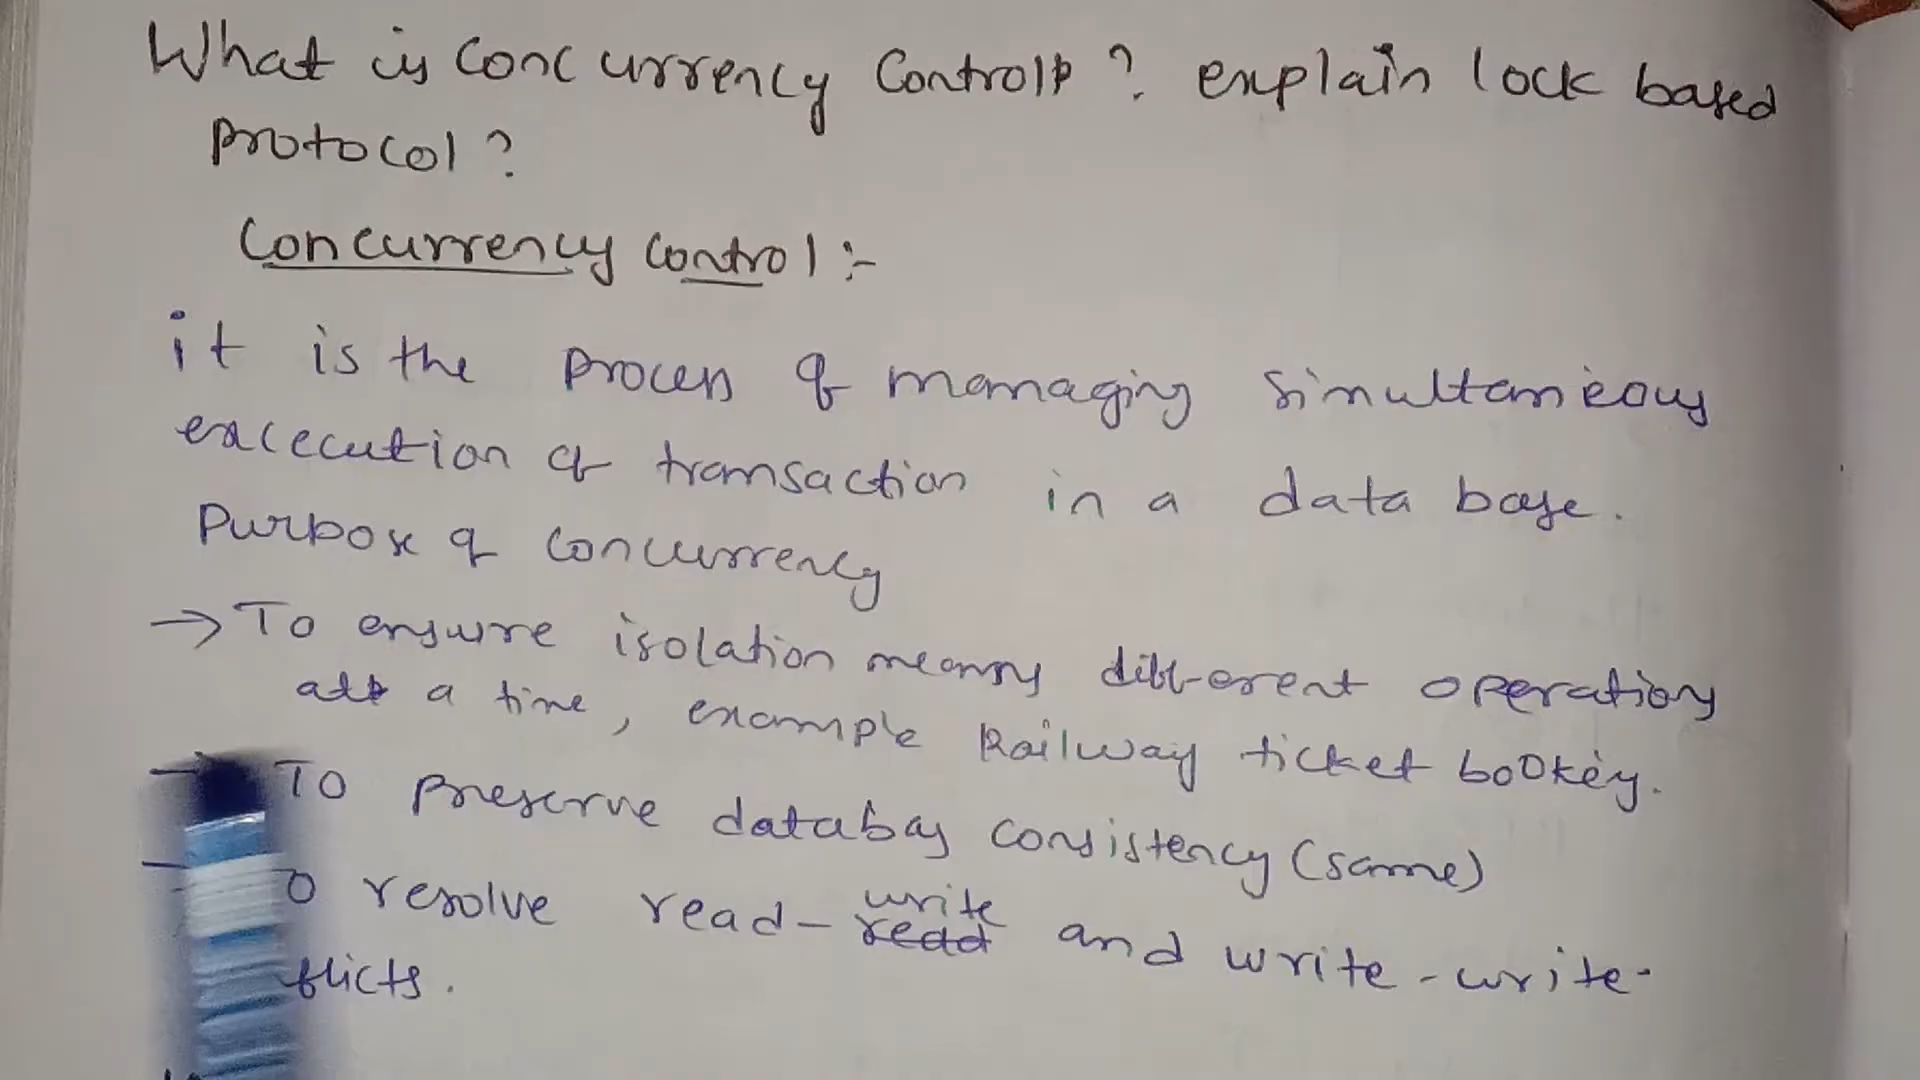 What is Concurrency Control ? explain lock based
Protocol ?
Concurrency Control :-
it is the process of managing simultaneous
excecution of transaction in a data base.
Purpose of concurrency
→ To ensure isolation means different operations
at a time, example Railway ticket booking.
→ To preserve database consistency (same)
o resolve read - write read and write - write -
flicts.